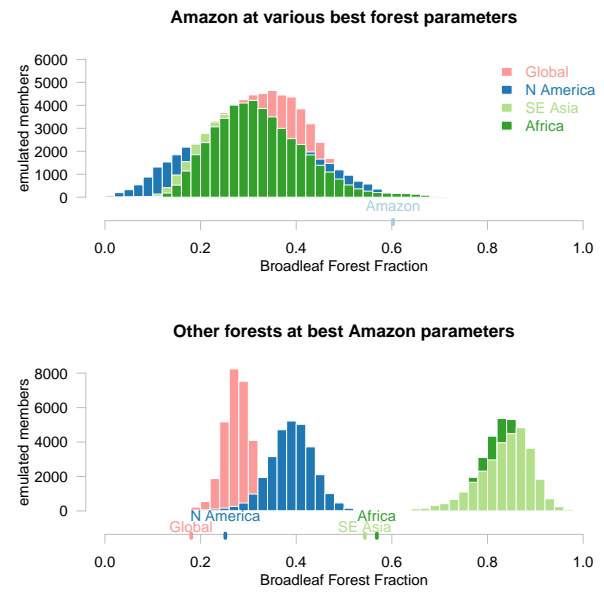 Amazon at various best forest parameters
emulated members
6000
5000
4000
3000
2000
1000
0
Global
N America
SE Asia
Africa
Amazon
0.0 0.2 0.4 0.6 0.8 1.0
Broadleaf Forest Fraction
Other forests at best Amazon parameters
emulated members
8000
6000
4000
2000
0
N America Africa
Global SE Asia
0.0 0.2 0.4 0.6 0.8 1.0
Broadleaf Forest Fraction